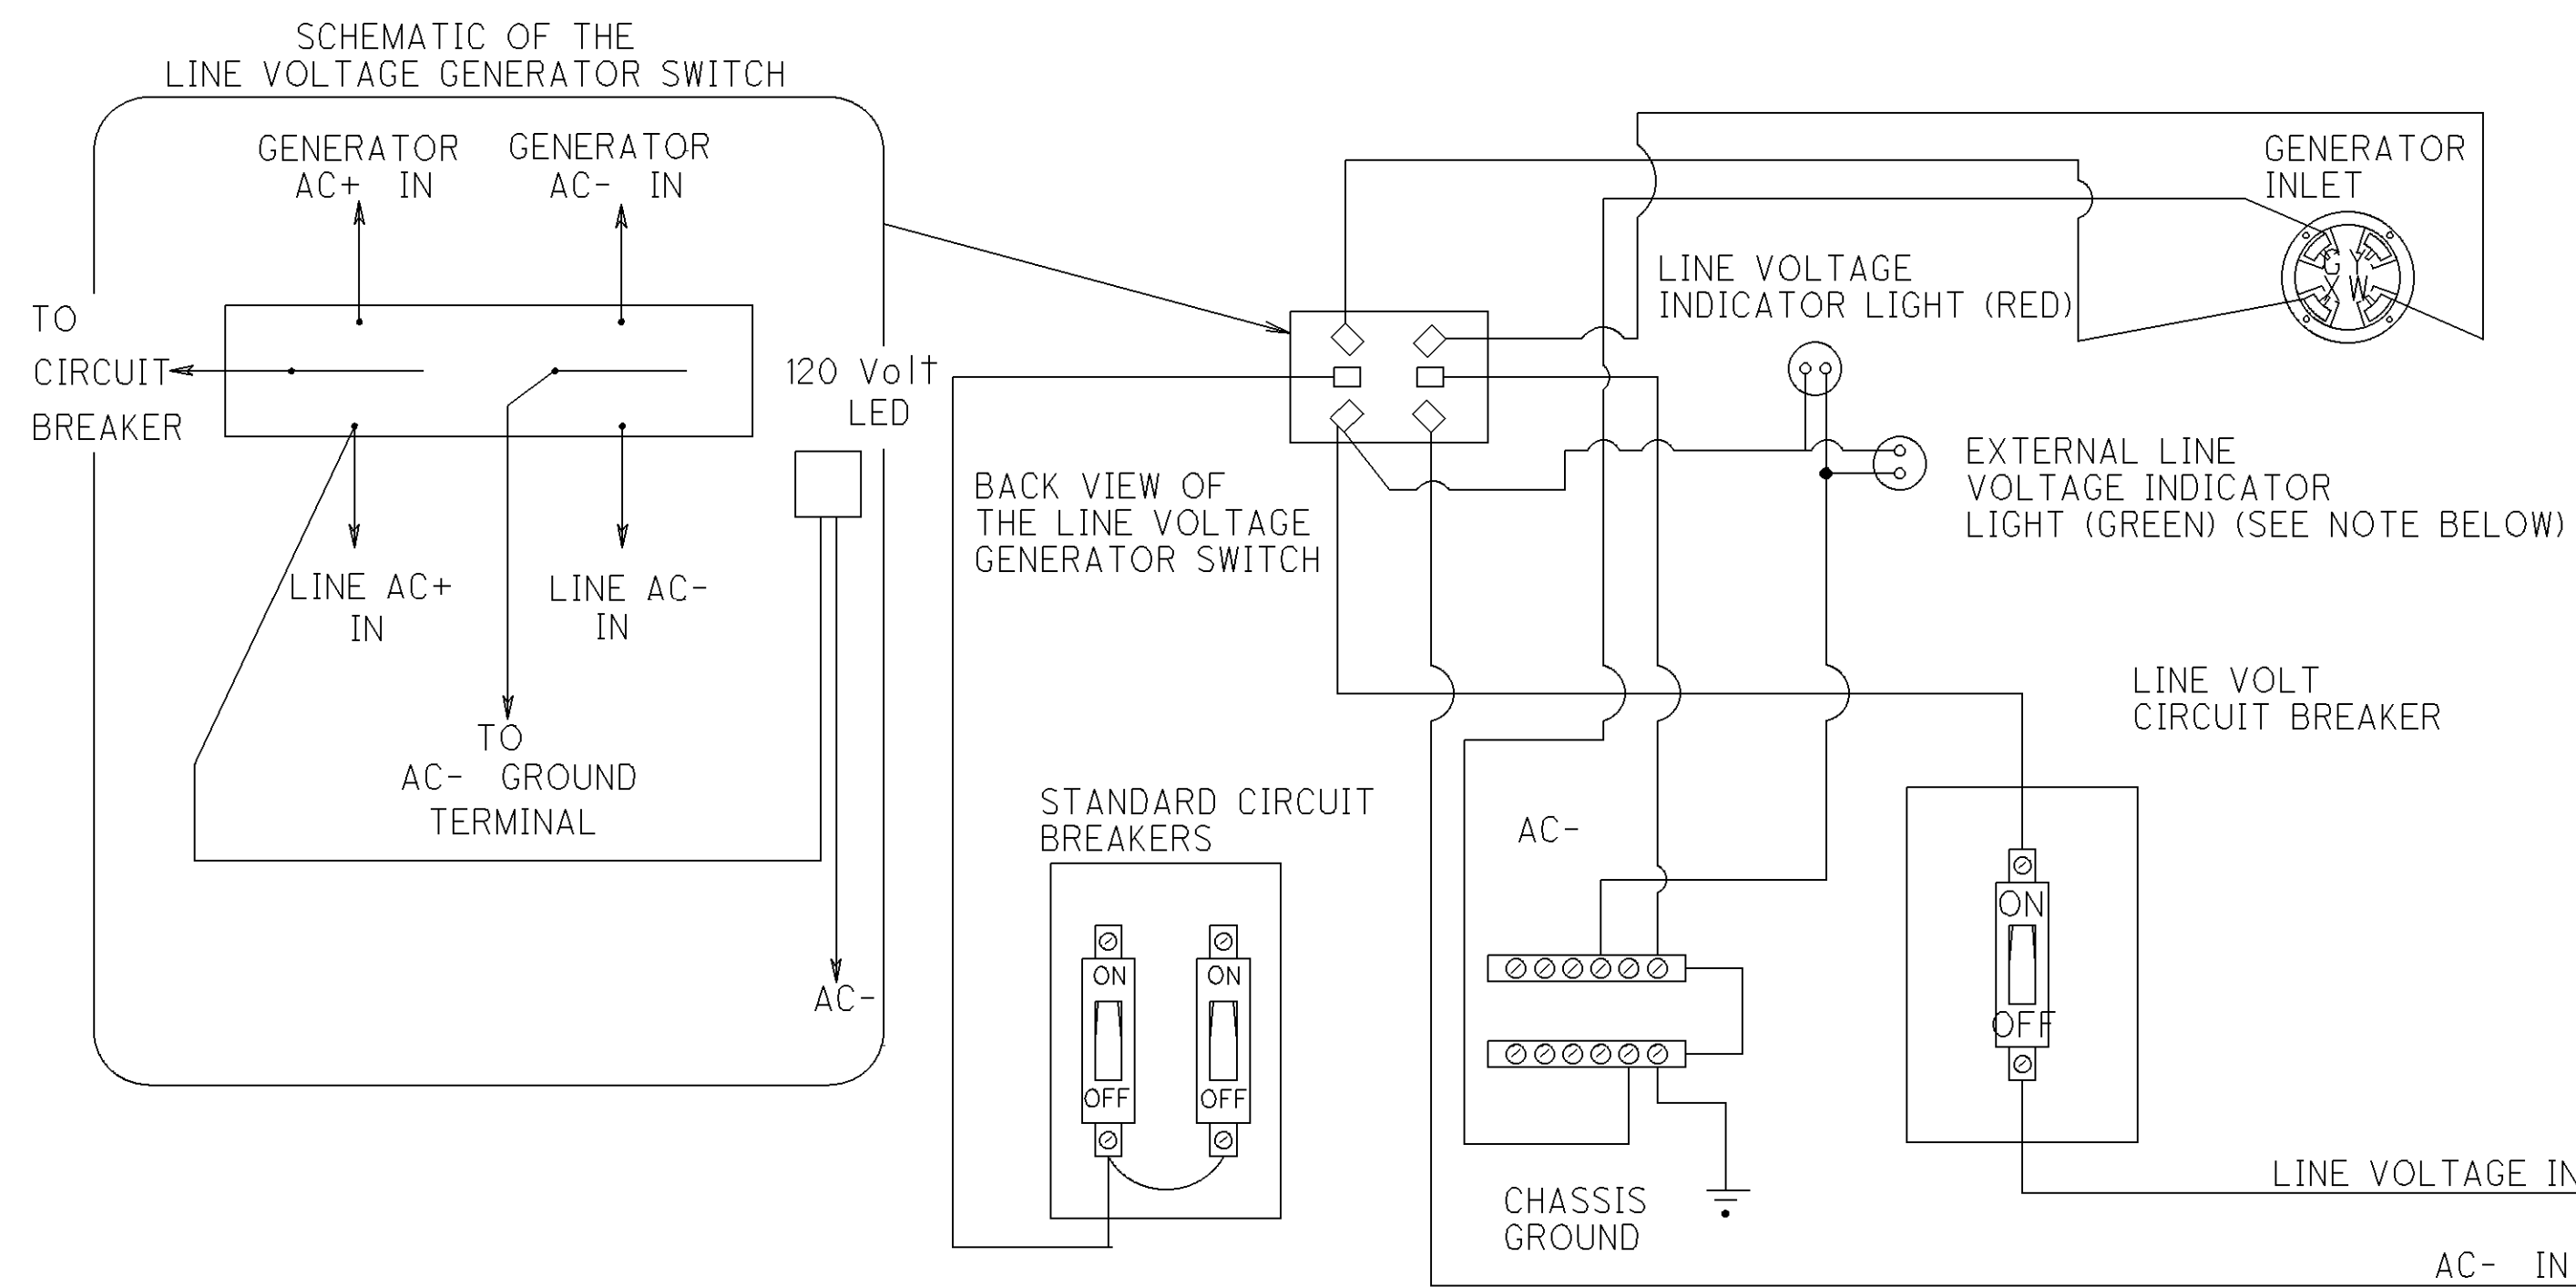 SCHEMATIC OF THE
LINE VOLTAGE GENERATOR SWITCH
GENERATOR
AC+ IN
GENERATOR
AC- IN
TO
CIRCUIT
BREAKER
120 Volt
LED
LINE AC+
IN
LINE AC-
IN
TO
AC- GROUND
TERMINAL
AC-
GENERATOR
INLET
G Y
X W
LINE VOLTAGE
INDICATOR LIGHT (RED)
EXTERNAL LINE
VOLTAGE INDICATOR
LIGHT (GREEN) (SEE NOTE BELOW)
BACK VIEW OF
THE LINE VOLTAGE
GENERATOR SWITCH
LINE VOLT
CIRCUIT BREAKER
STANDARD CIRCUIT
BREAKERS
AC-
ON
OFF
ON
OFF
ON
OFF
CHASSIS
GROUND
LINE VOLTAGE IN
AC- IN